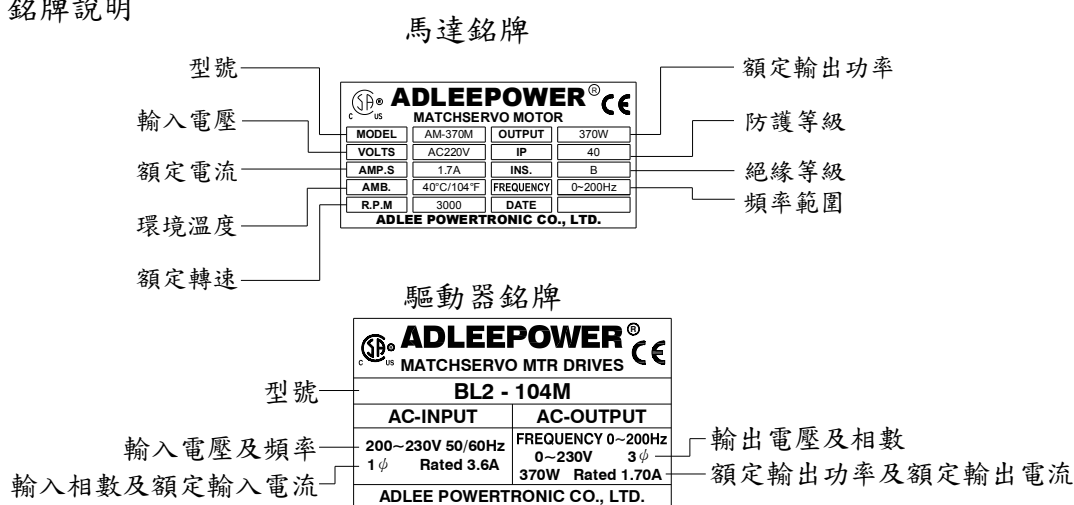 銘牌說明
馬達銘牌
型號
輸入電壓
額定電流
環境溫度
額定轉速
C SA ® US ADLEEPOWER® CE
MATCHSERVO MOTOR
MODEL AM-370M OUTPUT 370W
VOLTS AC220V IP 40
AMP.S 1.7A INS. B
AMB. 40°C/104°F FREQUENCY 0~200Hz
R.P.M 3000 DATE
ADLEE POWERTRONIC CO., LTD.
額定輸出功率
防護等級
絕緣等級
頻率範圍
驅動器銘牌
型號
輸入電壓及頻率
輸入相數及額定輸入電流
C SA ® US ADLEEPOWER® CE
MATCHSERVO MTR DRIVES
BL2 - 104M
AC-INPUT AC-OUTPUT
200~230V 50/60Hz
1ϕ Rated 3.6A
FREQUENCY 0~200Hz
0~230V 3ϕ
370W Rated 1.70A
ADLEE POWERTRONIC CO., LTD.
輸出電壓及相數
額定輸出功率及額定輸出電流